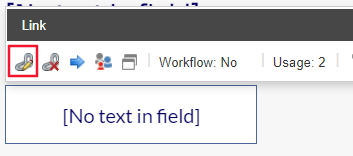 Link
Workflow: No
Usage: 2
[No text in field]